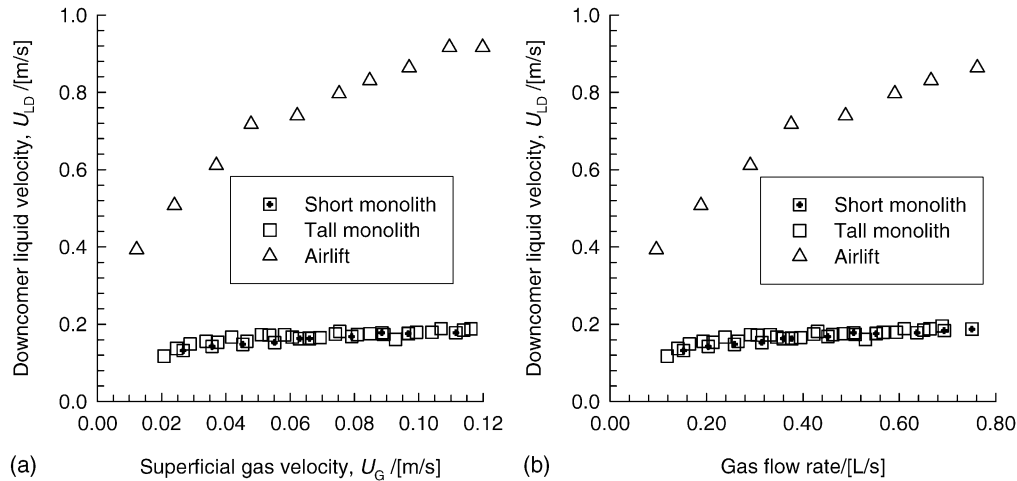 1.0
0.8
0.6
0.4
0.2
0.0
Downcomer liquid velocity, U_LD /[m/s]
Short monolith
Tall monolith
Airlift
0.00 0.02 0.04 0.06 0.08 0.10 0.12
(a) Superficial gas velocity, U_G /[m/s]
1.0
0.8
0.6
0.4
0.2
0.0
Downcomer liquid velocity, U_LD /[m/s]
Short monolith
Tall monolith
Airlift
0.00 0.20 0.40 0.60 0.80
(b) Gas flow rate/[L/s]